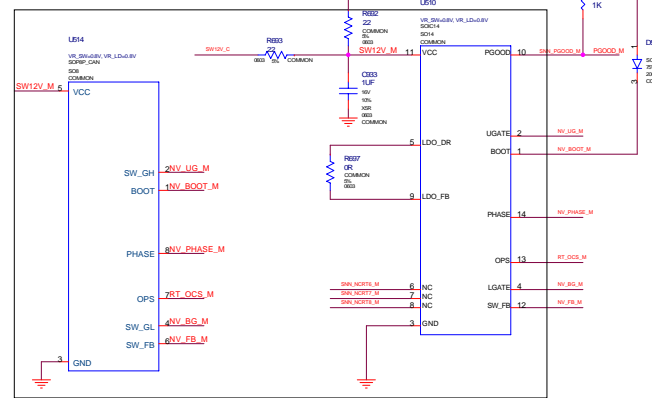 U510
R692
22
COMMON
5%
0603
1K
U514
VR_SW=0.8V, VR_LD=0.8V
SOP8P_CAN
SO8
COMMON
R693
22
SW12V_C
0603
5%
COMMON
SW12V_M
VR_SW=0.8V, VR_LD=0.8V
SOIC14
SO14
COMMON
11
VCC
PGOOD
10
SNN_PGOOD_M
PGOOD_M
1
3
SW12V_M
5
VCC
C933
1UF
16V
10%
X5R
0603
COMMON
5
LDO_DR
UGATE
2
NV_UG_M
BOOT
1
NV_BOOT_M
R697
0R
COMMON
5%
0603
9
LDO_FB
SW_GH
2
NV_UG_M
BOOT
1
NV_BOOT_M
PHASE
14
NV_PHASE_M
PHASE
8
NV_PHASE_M
OPS
13
RT_OCS_M
OPS
7
RT_OCS_M
SNN_NCRT6_M
6
NC
SNN_NCRT7_M
7
NC
SNN_NCRT8_M
8
NC
LGATE
4
NV_BG_M
SW_FB
12
NV_FB_M
SW_GL
4
NV_BG_M
SW_FB
6
NV_FB_M
3
GND
3
GND